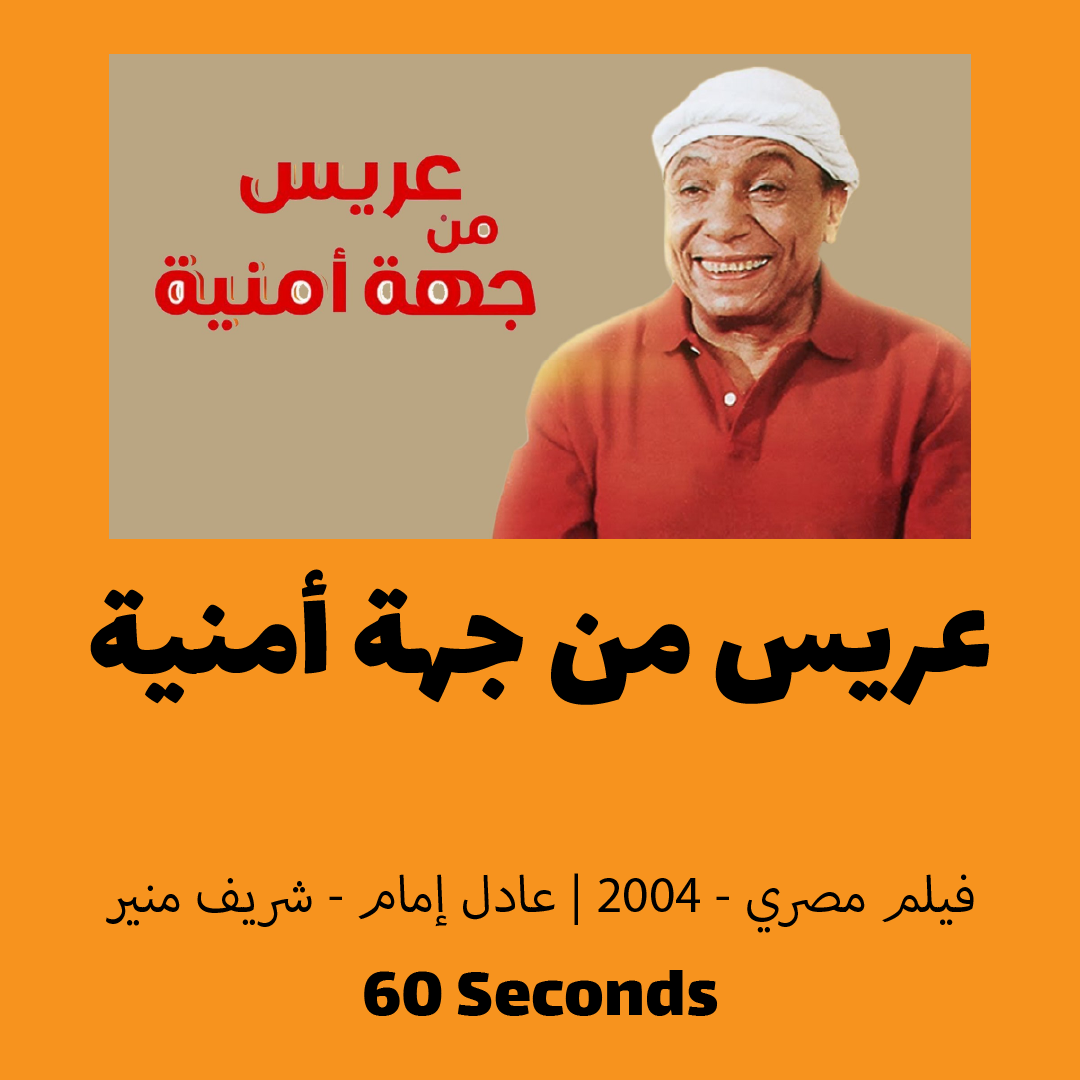 عريس
من
جهة أمنية
عريس من جهة أمنية
فيلم مصري - 2004 | عادل إمام - شريف منير
60 Seconds